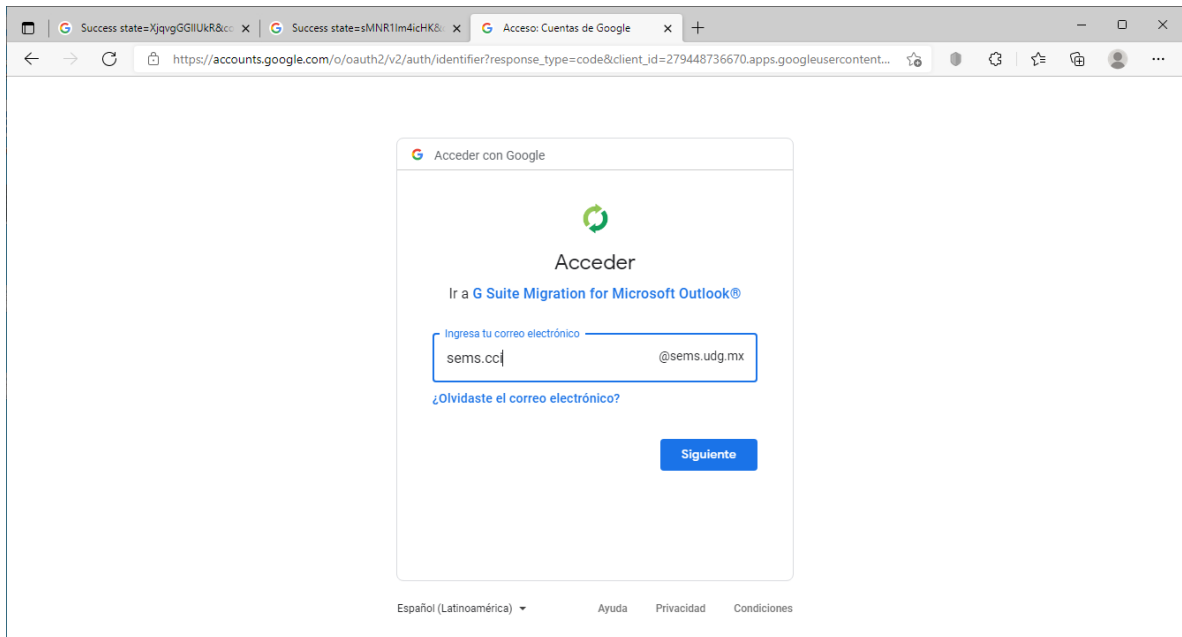 Success state=XjqvgGGIlUkR&cc
Success state=sMNR1Im4icHK&
Acceso: Cuentas de Google
https://accounts.google.com/o/oauth2/v2/auth/identifier?response_type=code&client_id=279448736670.apps.googleusercontent...
Acceder con Google
Acceder
Ir a G Suite Migration for Microsoft Outlook®
Ingresa tu correo electrónico
sems.cci @sems.udg.mx
¿Olvidaste el correo electrónico?
Siguiente
Español (Latinoamérica) Ayuda Privacidad Condiciones